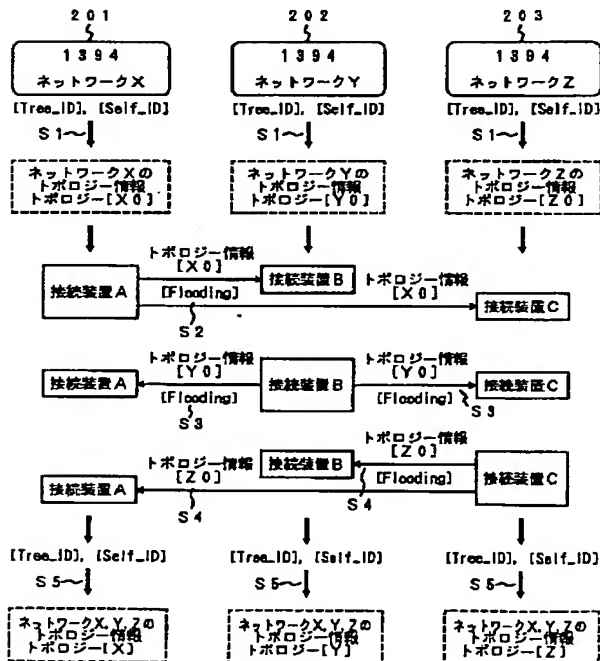 201 202 203
1394 1394 1394
ネットワークX ネットワークY ネットワークZ
[Tree_ID], [Self_ID] [Tree_ID], [Self_ID] [Tree_ID], [Self_ID]
S1〜 S1〜 S1〜
ネットワークXの ネットワークYの ネットワークZの
トポロジー情報 トポロジー情報 トポロジー情報
トポロジー[X0] トポロジー[Y0] トポロジー[Z0]
トポロジー情報
[X0]
トポロジー情報
[X0]
接続装置A [Flooding] 接続装置B 接続装置C
S2
トポロジー情報 トポロジー情報
[Y0] [Y0]
接続装置A 接続装置B 接続装置C
[Flooding] [Flooding]
S3 S3
トポロジー情報
[Z0]
トポロジー情報
[Z0]
接続装置A 接続装置B [Flooding] 接続装置C
S4 S4
[Tree_ID], [Self_ID] [Tree_ID], [Self_ID] [Tree_ID], [Self_ID]
S5〜 S5〜 S5〜
ネットワークX,Y,Zの ネットワークX,Y,Zの ネットワークX,Y,Zの
トポロジー情報 トポロジー情報 トポロジー情報
トポロジー[X] トポロジー[Y] トポロジー[Z]